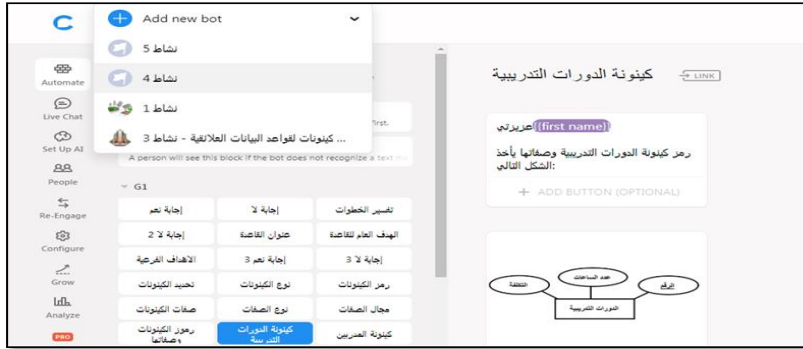 Add new bot
نشاط 5
نشاط 4
نشاط 1
... كينونات لقواعد البيانات العلائقية - نشاط 3
first.
A person will see this block if the bot does not recognize a text me
G1
إجابة نعم
إجابة لا
تفسير الخطوات
إجابة لا 2
عنوان القاعدة
الهدف العام للقاعدة
الأهداف الفرعية
إجابة نعم 3
إجابة لا 3
تحديد الكينونات
نوع الكينونات
رمز الكينونات
صفات الكينونات
نوع الصفات
مجال الصفات
رموز الكينونات
وصفاتها
كينونة الدورات
التدريبية
كينونة المدربين
Automate
Live Chat
Set Up AI
People
Re-Engage
Configure
Grow
Analyze
PRO
كينونة الدورات التدريبية
LINK
عزيزتي {{first name}}
رمز كينونة الدورات التدريبية وصفاتها يأخذ
الشكل التالي:
+ ADD BUTTON (OPTIONAL)
التكلفة
عدد الساعات
الرقم
الدورات التدريبية